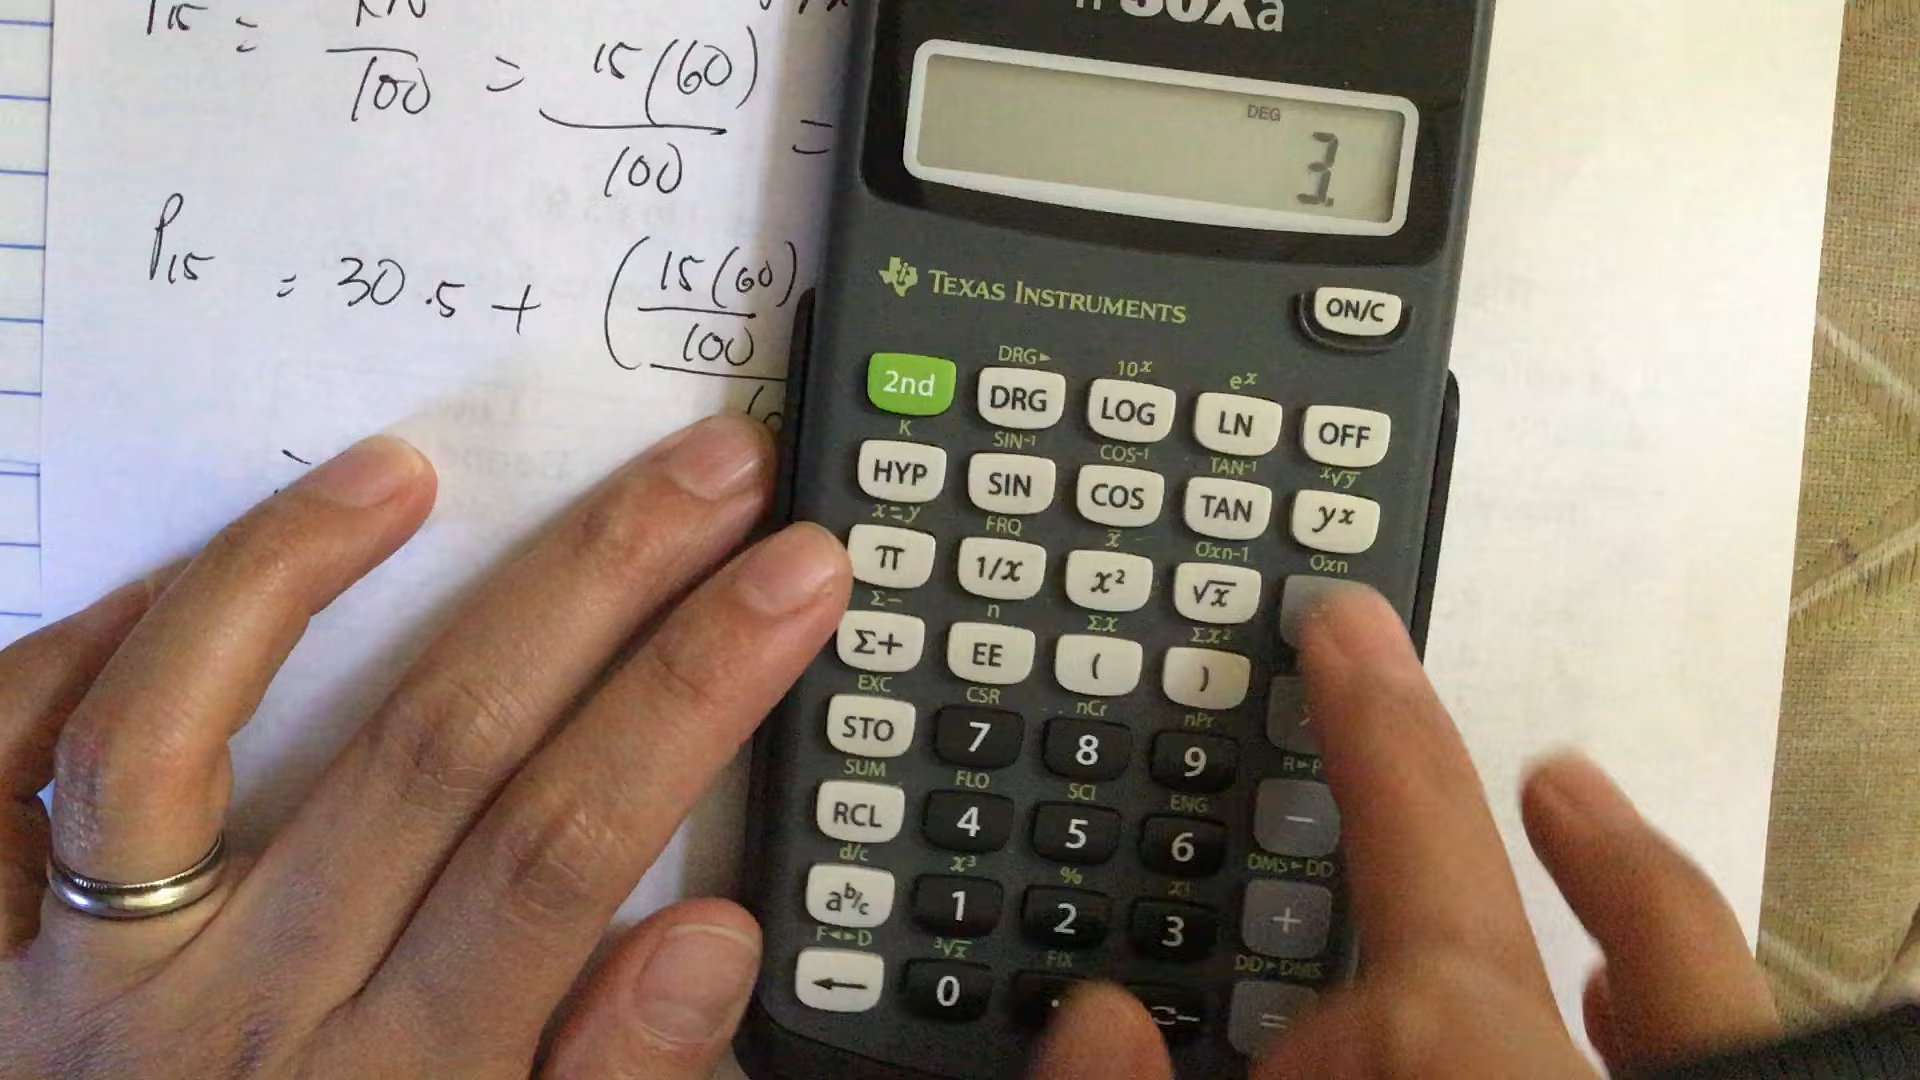 = 100 = 15(60) =
100
P15 = 30.5 + (15(60)
100
30Xa
DEG
3.
TEXAS INSTRUMENTS
ON/C
DRG► 10ˣ eˣ
2nd DRG LOG LN OFF
K SIN⁻¹ COS⁻¹ TAN⁻¹ ˣ√y
HYP SIN COS TAN yˣ
x⇌y FRQ x̄ σxn-1 σxn
π 1/x x² √x
Σ− n Σx Σx²
Σ+ EE ( )
EXC CSR nCr nPr
STO 7 8 9
SUM FLO SCI ENG R►P
RCL 4 5 6 −
d/c x³ % x! DMS►DD
a b/c 1 2 3 +
F◄►D ³√x FIX DD►DMS
← 0 . =